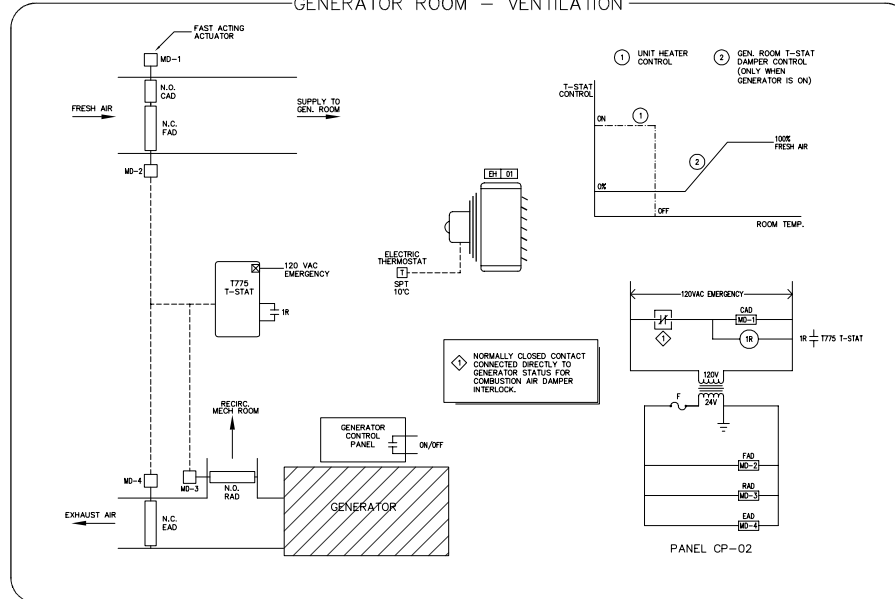 GENERATOR ROOM - VENTILATION
FAST ACTING
ACTUATOR
MD-1
N.O.
CAD
FRESH AIR
SUPPLY TO
GEN. ROOM
N.C.
FAD
MD-2
1 UNIT HEATER
CONTROL
2 GEN. ROOM T-STAT
DAMPER CONTROL
(ONLY WHEN
GENERATOR IS ON)
T-STAT
CONTROL
ON
1
2
100%
FRESH AIR
0%
OFF
ROOM TEMP.
EH 01
ELECTRIC
THERMOSTAT
T
SPT
10°C
120 VAC
EMERGENCY
T775
T-STAT
1R
1 NORMALLY CLOSED CONTACT
CONNECTED DIRECTLY TO
GENERATOR STATUS FOR
COMBUSTION AIR DAMPER
INTERLOCK.
120VAC EMERGENCY
CAD
MD-1
1
1R
1R T775 T-STAT
120V
24V
F
FAD
MD-2
RAD
MD-3
EAD
MD-4
PANEL CP-02
RECIRC.
MECH ROOM
GENERATOR
CONTROL
PANEL
ON/OFF
MD-4
MD-3
N.O.
RAD
EXHAUST AIR
N.C.
EAD
GENERATOR